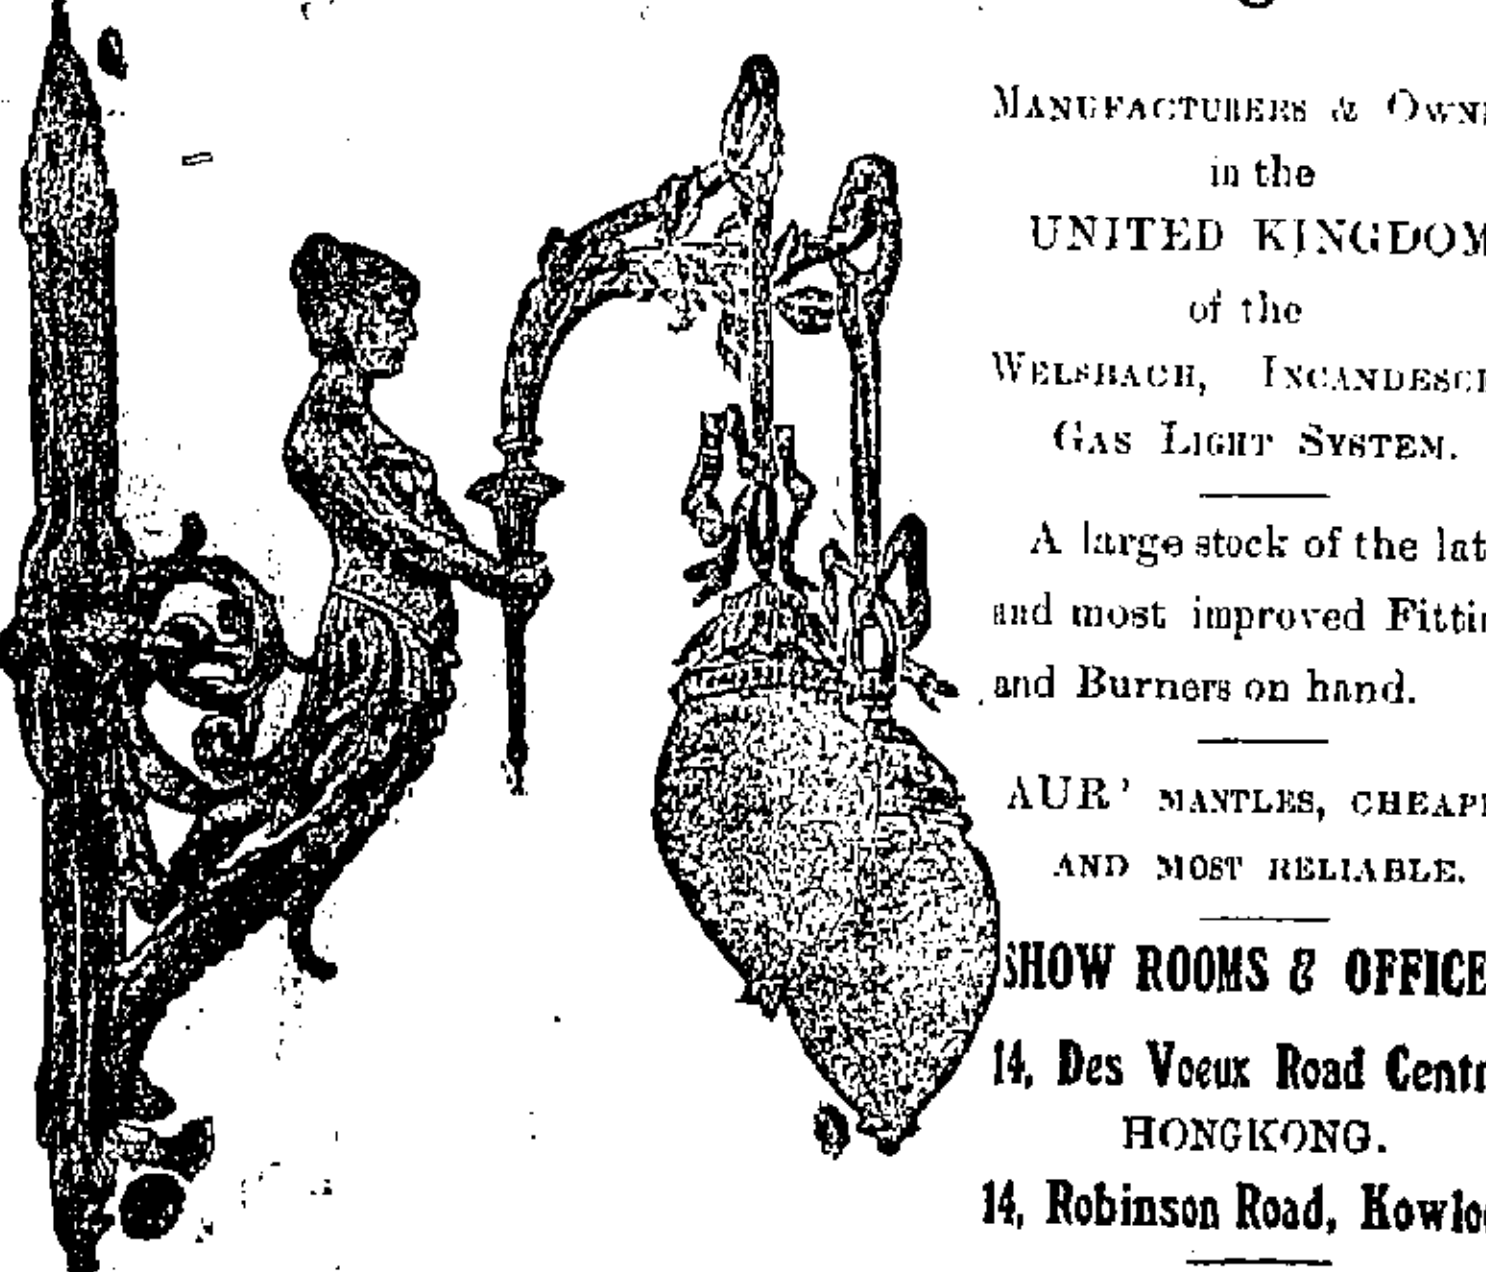 MANUFACTURERS & OWN
in the
UNITED KINGDOM
of the
WELSBACH, INCANDESC
GAS LIGHT SYSTEM.
A large stock of the lat
and most improved Fittin
and Burners on hand.
AUR' MANTLES, CHEAP
AND MOST RELIABLE.
SHOW ROOMS & OFFICE
14, Des Voeux Road Centr
HONGKONG.
14, Robinson Road, Kowlo